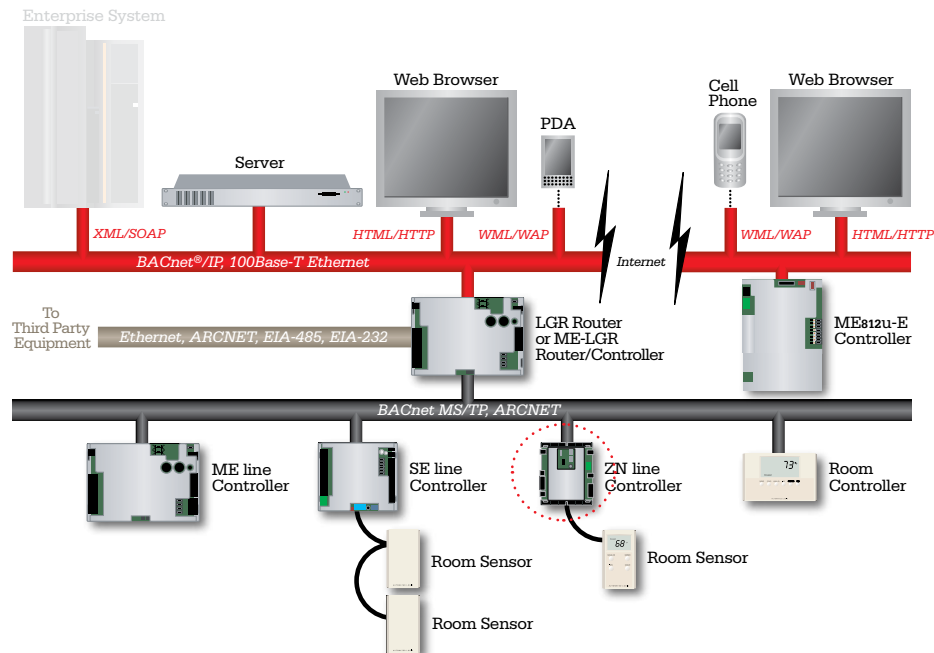 Enterprise System
Web Browser
Cell
Phone
Web Browser
PDA
Server
XML/SOAP
HTML/HTTP
WML/WAP
WML/WAP
HTML/HTTP
BACnet®/IP, 100Base-T Ethernet
Internet
To
Third Party
Equipment
Ethernet, ARCNET, EIA-485, EIA-232
LGR Router
or ME-LGR
Router/Controller
ME812u-E
Controller
BACnet MS/TP, ARCNET
ME line
Controller
SE line
Controller
ZN line
Controller
73°
Room
Controller
68
Room Sensor
Room Sensor
Room Sensor